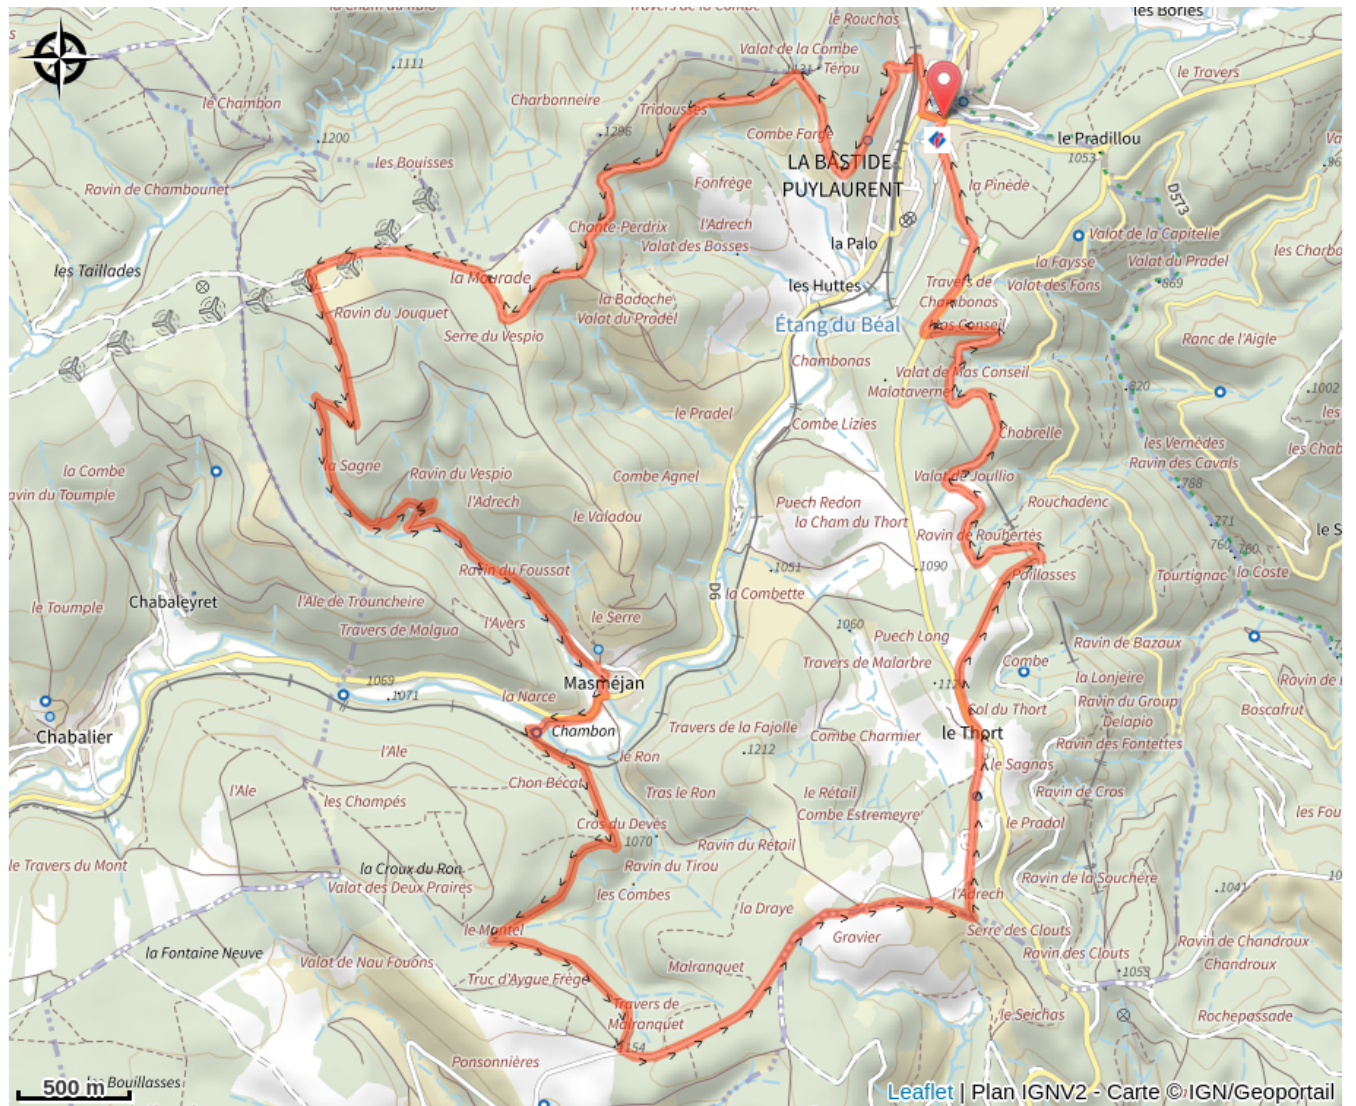 les Bories
le Rouchas
Valat de la Combe
Térou
1131
le Travers
.1111
le Chambon
Charbonneire
Tridousses
.1200
.1296
Combe Farge
le Pradillou
1053
les Bouisses
LA BASTIDE-
PUYLAURENT
Ravin de Chambounet
Fonfrège
la Pinède
D573
Chante-Perdrix
l'Adrech
Valat des Bosses
la Palo
Valat de la Capitelle
les Taillades
la Mourade
les Huttes
Travers de
Chambonas
la Faysse
Valat des Fons
Valat du Pradel
869
la Badoche
Valat du Pradel
Ravin du Jouquet
Serre du Vespio
Étang du Béal
Mas Conseil
Ranc de l'Aigle
Chambonas
Valat de Mas Conseil
Malataverne
.820
.1002
le Pradel
Combe Lizies
Chabrelle
les Vernèdes
la Combe
la Sagne
Ravin du Vespio
Combe Agnel
Valat de Joullio
Ravin des Cavals
.788
l'Adrech
Puech Redon
la Cham du Thort
Rouchadenc
le Valadou
Ravin de Roubertès
.771
760
760
Ravin du Foussat
.1051
.1090
Paillasses
Tourtignac
la Coste
D6
la Combette
le Toumple
Chabaleyret
l'Ale de Trouncheire
Travers de Malgua
l'Avers
le Serre
1060
Puech Long
Ravin de Bazaux
Travers de Malarbre
Combe
la Lonjeire
1069
.1071
Masméjan
la Narce
Col du Thort
Ravin du Group
Delapio
Boscafrut
Chabalier
Chambon
Travers de la Fajolle
Combe Charmier
le Thort
Ravin des Fontettes
l'Ale
le Ron
.1212
le Sagnas
Chon Bécat
l'Ale
les Champés
Tras le Ron
le Rétail
Combe Estremeyre
Ravin de Cros
Cros du Devès
le Pradal
1070
Ravin du Rétail
le Travers du Mont
la Croux du Ron
Valat des Deux Praires
Ravin du Tirou
les Combes
Ravin de la Souchère
.1041
l'Adrech
la Draye
le Mantel
Gravier
Serre des Clouts
la Fontaine Neuve
Valat de Nau Fouons
Ravin des Clouts
Ravin de Chandroux
Chandroux
Truc d'Aygue Frège
Malranquet
.1053
Travers de
Malranquet
le Seichas
Rochepassade
Ponsonnières
500 m
Bouillasses
Leaflet | Plan IGNV2 - Carte © IGN/Geoportail